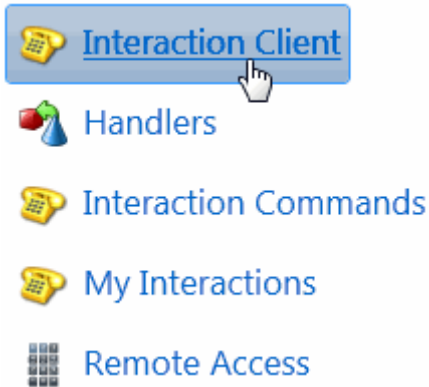 Interaction Client
Handlers
Interaction Commands
My Interactions
Remote Access